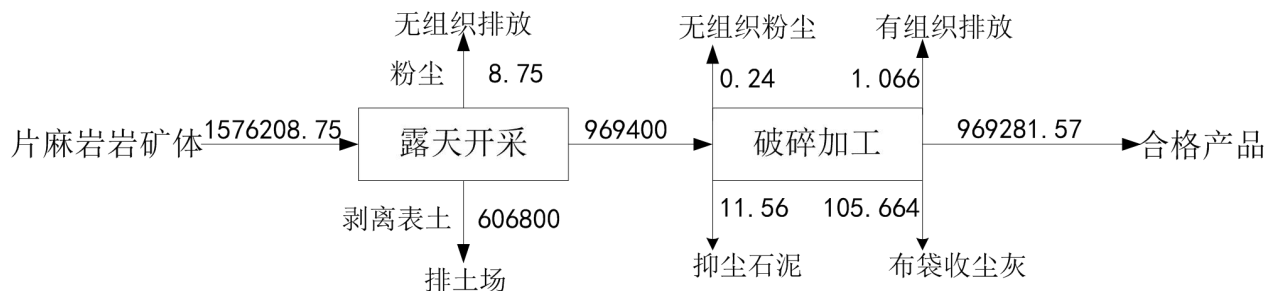 无组织排放
无组织粉尘
有组织排放
粉尘
8.75
0.24
1.066
片麻岩岩矿体
1576208.75
露天开采
969400
破碎加工
969281.57
合格产品
剥离表土
606800
11.56
105.664
排土场
抑尘石泥
布袋收尘灰